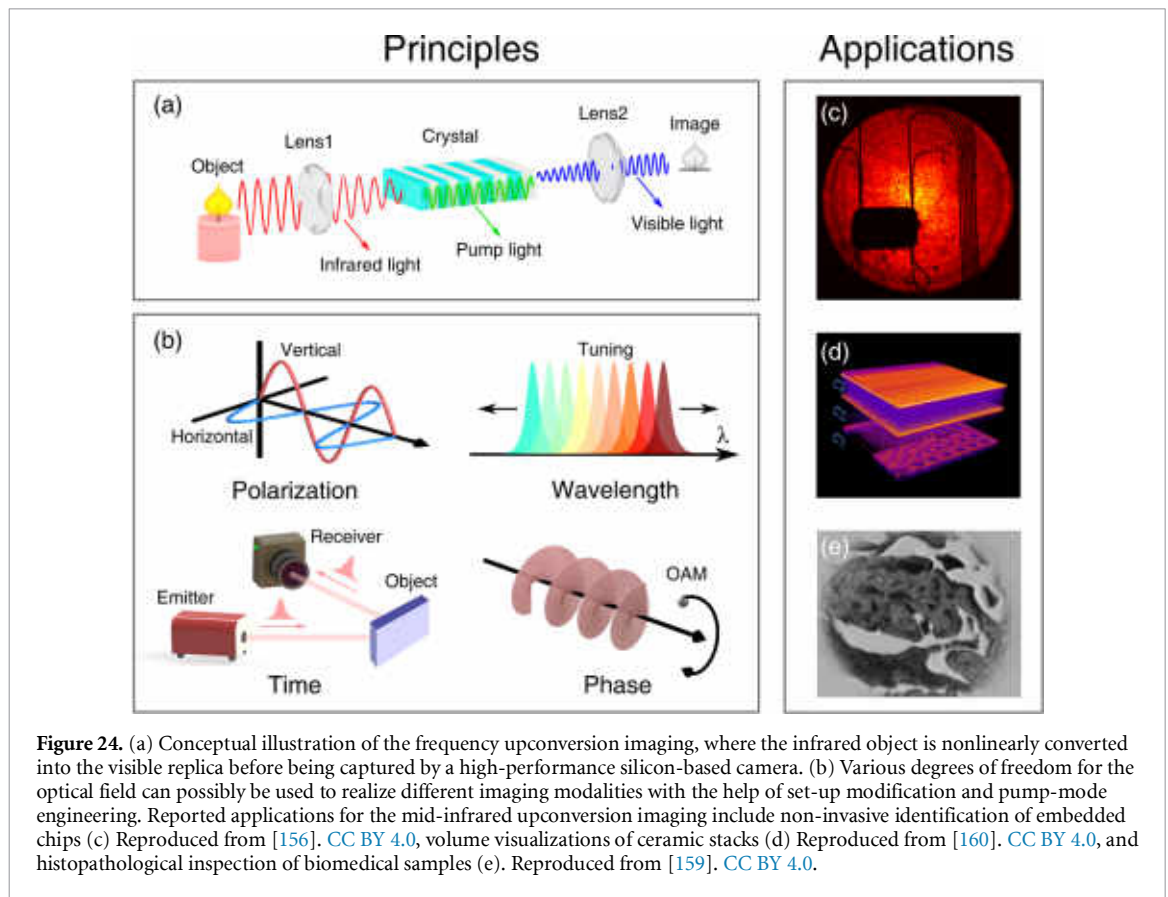 Principles
Applications
(a)
Object
Lens1
Crystal
Lens2
Image
Infrared light
Pump light
Visible light
(b)
Vertical
Horizontal
Polarization
Tuning
λ
Wavelength
Receiver
Emitter
Object
Time
OAM
Phase
(c)
(d)
(e)
Figure 24. (a) Conceptual illustration of the frequency upconversion imaging, where the infrared object is nonlinearly converted
into the visible replica before being captured by a high-performance silicon-based camera. (b) Various degrees of freedom for the
optical field can possibly be used to realize different imaging modalities with the help of set-up modification and pump-mode
engineering. Reported applications for the mid-infrared upconversion imaging include non-invasive identification of embedded
chips (c) Reproduced from [156]. CC BY 4.0, volume visualizations of ceramic stacks (d) Reproduced from [160]. CC BY 4.0, and
histopathological inspection of biomedical samples (e). Reproduced from [159]. CC BY 4.0.